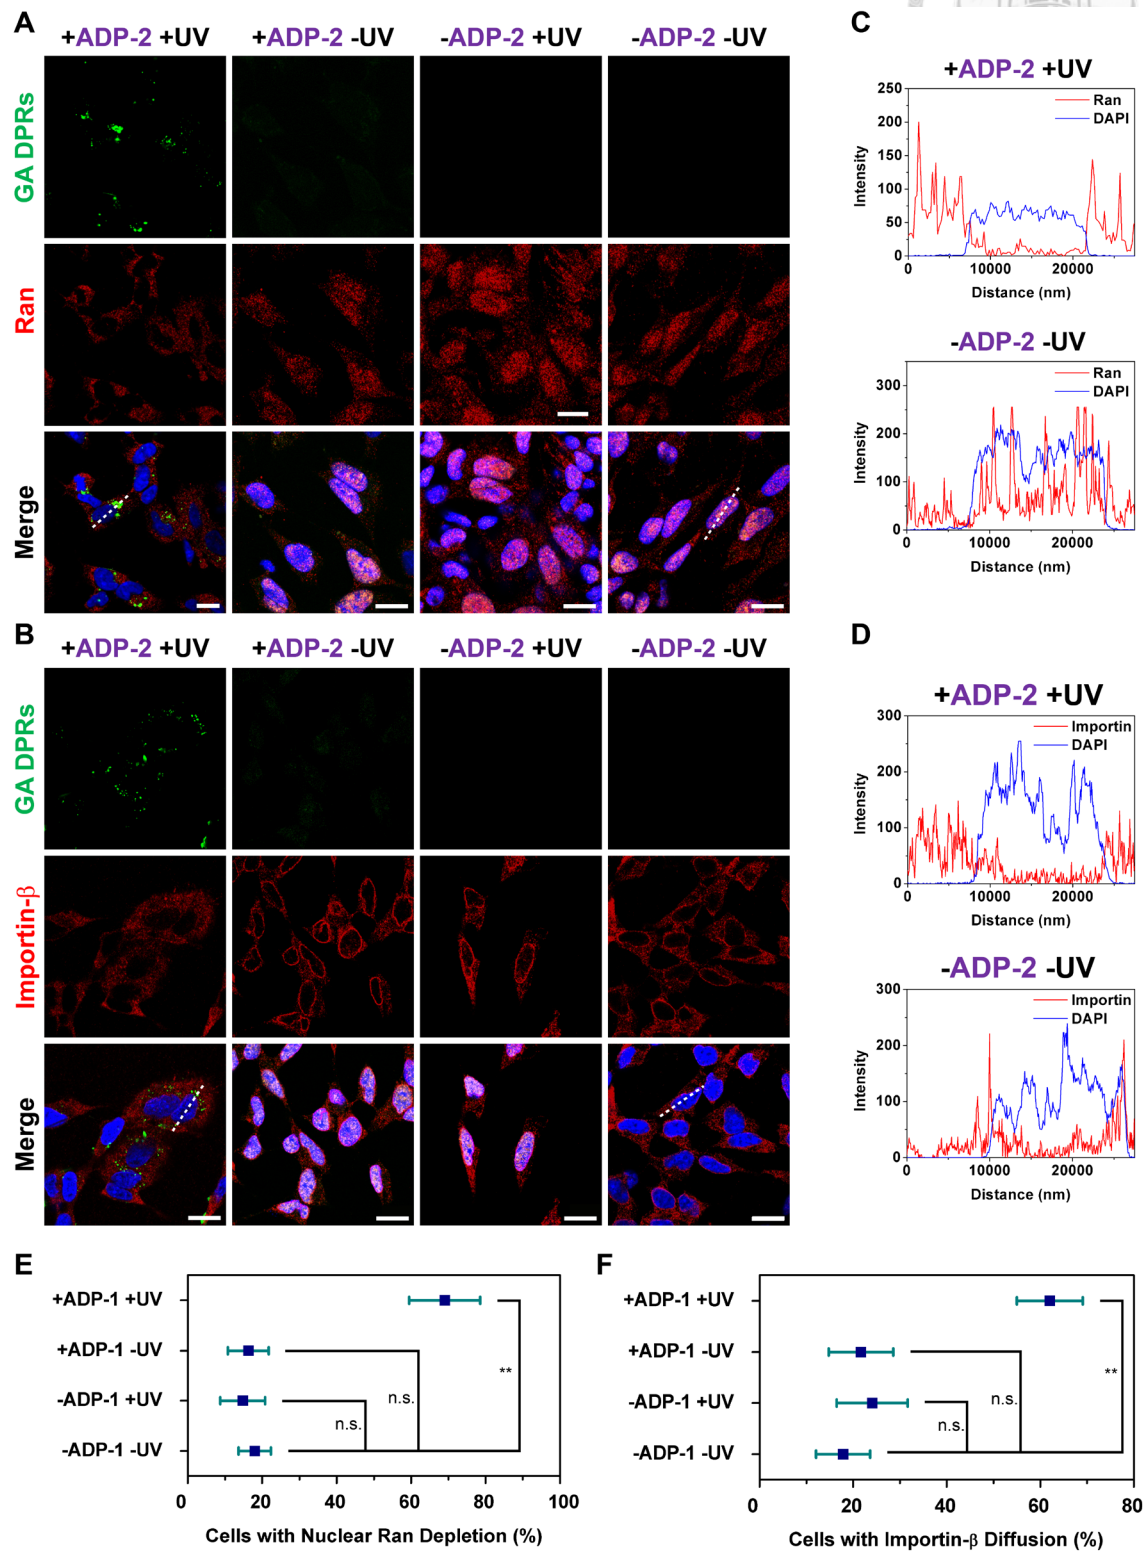 A
+ADP-2 +UV
+ADP-2 -UV
-ADP-2 +UV
-ADP-2 -UV
GA DPRs
Ran
Merge
C
+ADP-2 +UV
250
200
150
100
50
0
Intensity
Ran
DAPI
0 10000 20000
Distance (nm)
-ADP-2 -UV
300
200
100
0
Intensity
Ran
DAPI
0 10000 20000
Distance (nm)
B
+ADP-2 +UV
+ADP-2 -UV
-ADP-2 +UV
-ADP-2 -UV
GA DPRs
Importin-β
Merge
D
+ADP-2 +UV
300
200
100
0
Intensity
Importin
DAPI
0 10000 20000
Distance (nm)
-ADP-2 -UV
300
200
100
0
Intensity
Importin
DAPI
0 10000 20000
Distance (nm)
E
+ADP-1 +UV
+ADP-1 -UV
-ADP-1 +UV
-ADP-1 -UV
**
n.s.
n.s.
0 20 40 60 80 100
Cells with Nuclear Ran Depletion (%)
F
+ADP-1 +UV
+ADP-1 -UV
-ADP-1 +UV
-ADP-1 -UV
**
n.s.
n.s.
0 20 40 60 80
Cells with Importin-β Diffusion (%)